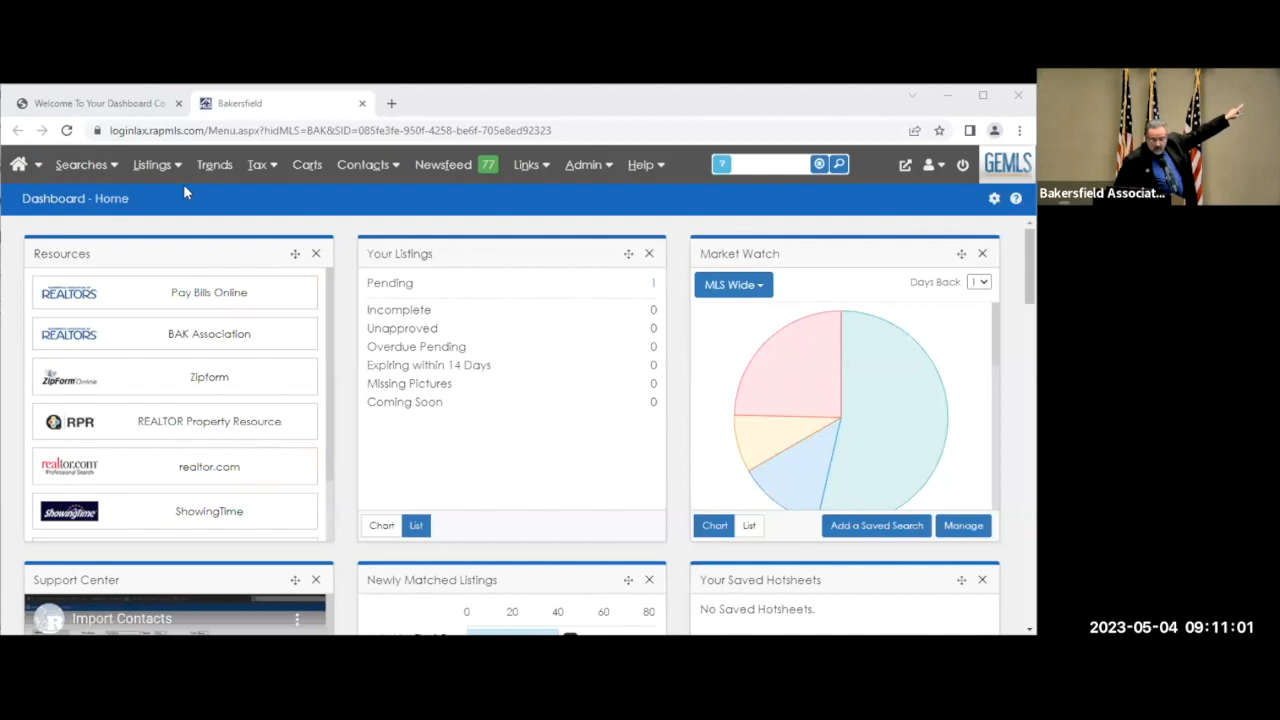 Welcome To Your Dashboard Co
Bakersfield
loginlax.rapmls.com/Menu.aspx?hidMLS=BAK&SID=085fe3fe-950f-4258-be6f-705e8ed92323
Searches Listings Trends Tax Carts Contacts Newsfeed 77 Links Admin Help ? GEMLS
Dashboard - Home
Resources
REALTORS Pay Bills Online
REALTORS BAK Association
ZipForm Online Zipform
RPR REALTOR Property Resource
realtor.com Professional Search realtor.com
ShowingTime ShowingTime
Your Listings
Pending 1
Incomplete 0
Unapproved 0
Overdue Pending 0
Expiring within 14 Days 0
Missing Pictures 0
Coming Soon 0
Chart List
Market Watch
MLS Wide Days Back 1
Chart List Add a Saved Search Manage
Support Center
Import Contacts
Newly Matched Listings
0 20 40 60 80
Your Saved Hotsheets
No Saved Hotsheets.
Bakersfield Associat...
2023-05-04 09:11:01